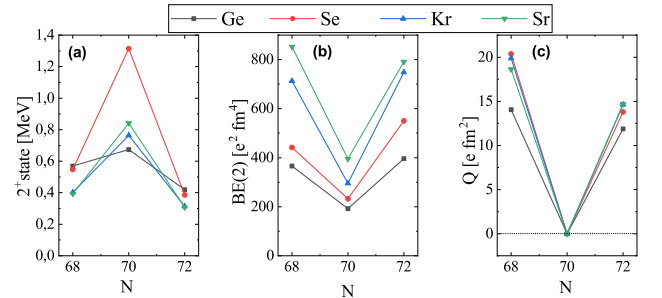 Ge Se Kr Sr
(a) (b) (c)
1,4
1,2
1,0
0,8
0,6
0,4
0,2
0,0
2⁺state [MeV]
68 70 72
N
800
600
400
200
0
BE(2) [e² fm⁴]
68 70 72
N
20
15
10
5
0
Q [e fm²]
68 70 72
N